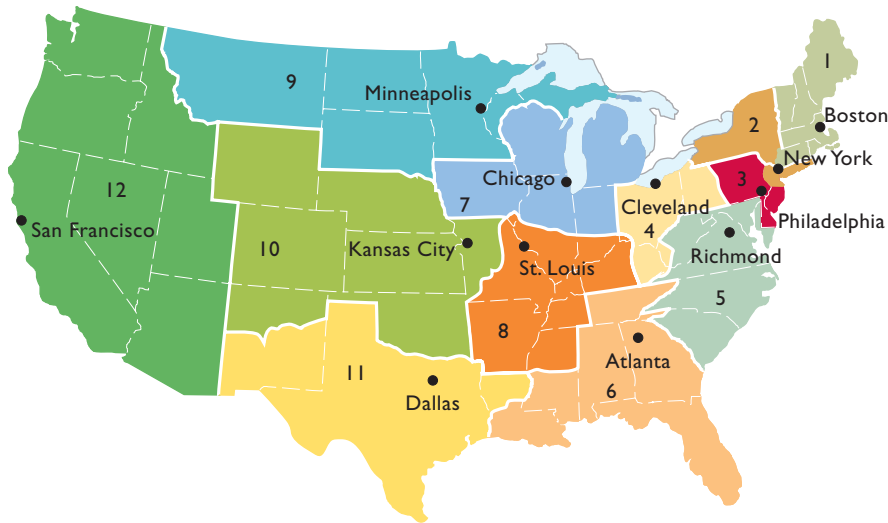 1
9
Minneapolis
2
Boston
New York
3
12
Chicago
7
Cleveland
4
Philadelphia
San Francisco
10
Kansas City
St. Louis
Richmond
5
8
11
Atlanta
6
Dallas